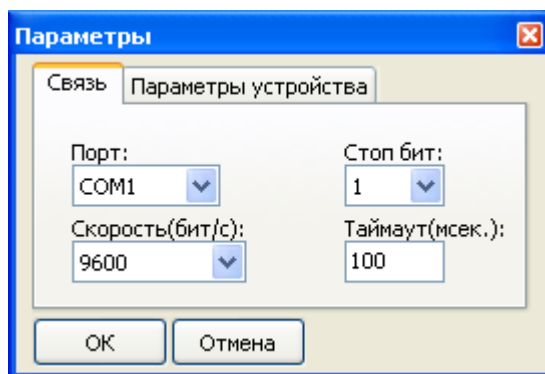 Параметры
Связь Параметры устройства
Порт: Стоп бит:
COM1 1
Скорость(бит/с): Таймаут(мсек.):
9600 100
OK Отмена